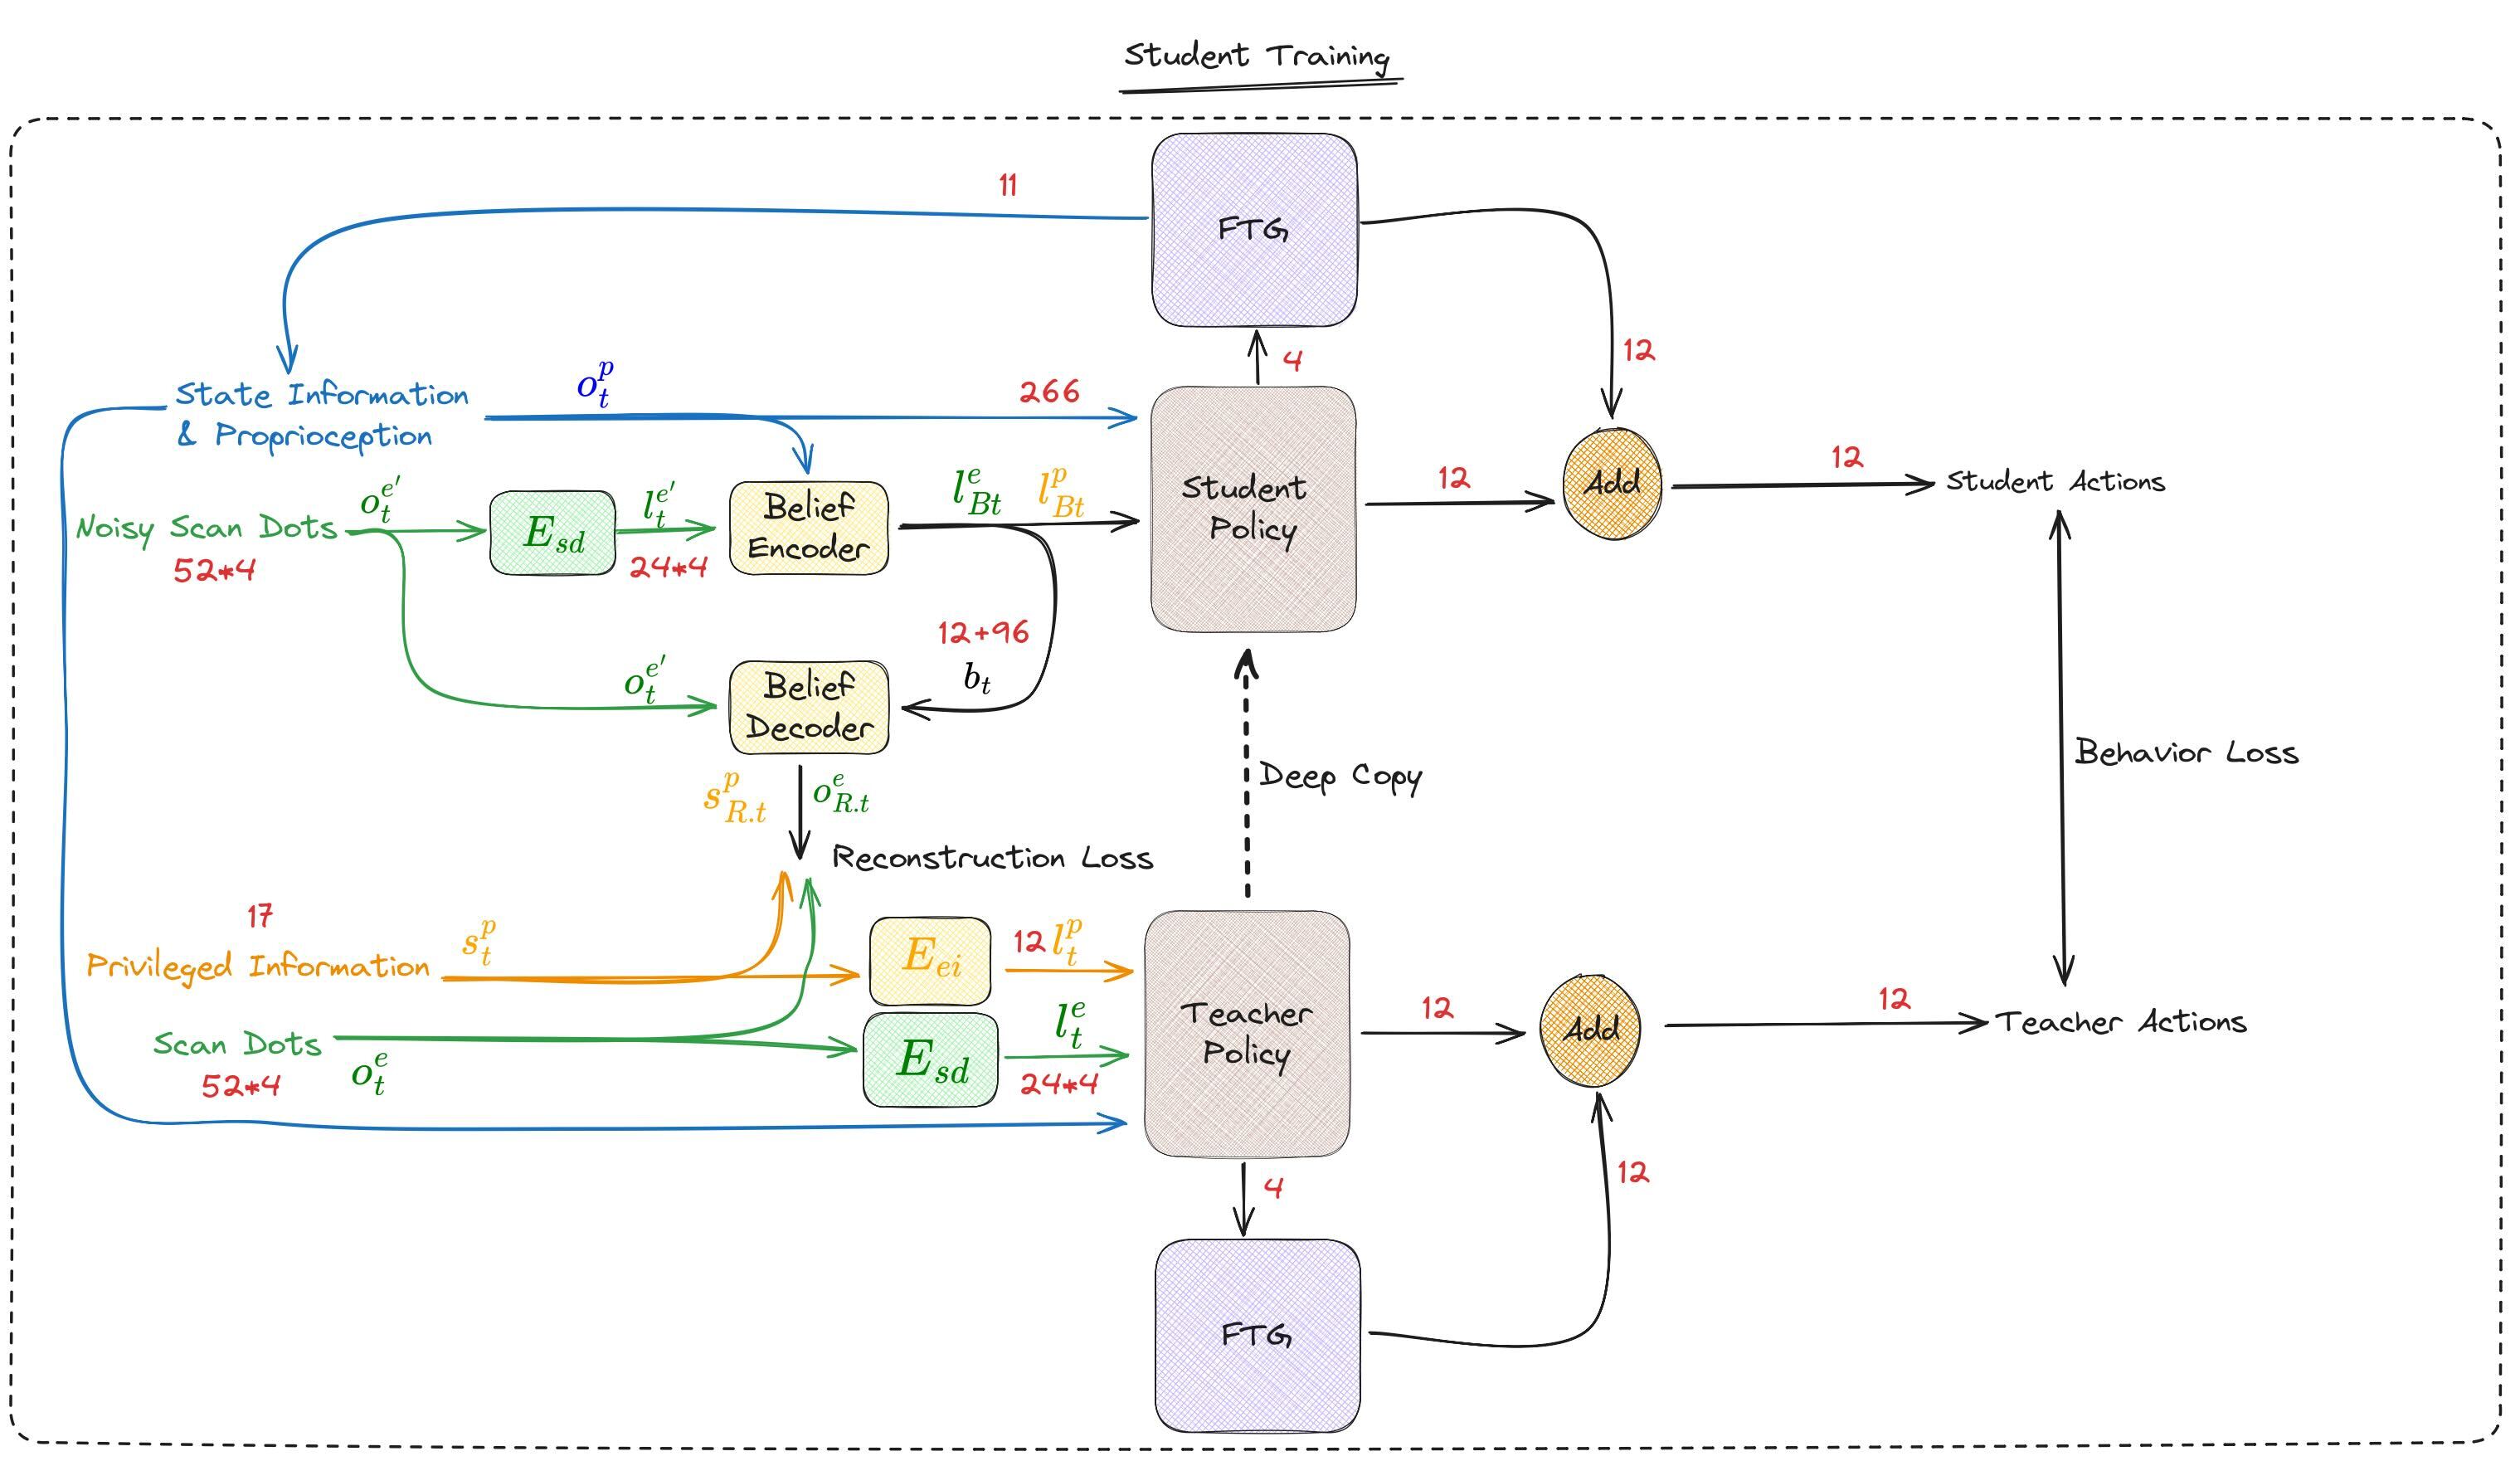 Student Training
11
FTG
12
4
State Information
& Proprioception
o_t^p
266
Noisy Scan Dots
52*4
o_t^{e'}
E_{sd}
l_t^{e'}
24*4
Belief
Encoder
l_{Bt}^e
l_{Bt}^p
Student
Policy
12
Add
12
Student Actions
12+96
b_t
o_t^{e'}
Belief
Decoder
s_{R.t}^p
o_{R.t}^e
Reconstruction Loss
Deep Copy
Behavior Loss
17
Privileged Information
s_t^p
E_{ei}
12
l_t^p
Scan Dots
52*4
o_t^e
E_{sd}
l_t^e
24*4
Teacher
Policy
12
Add
12
Teacher Actions
4
12
FTG